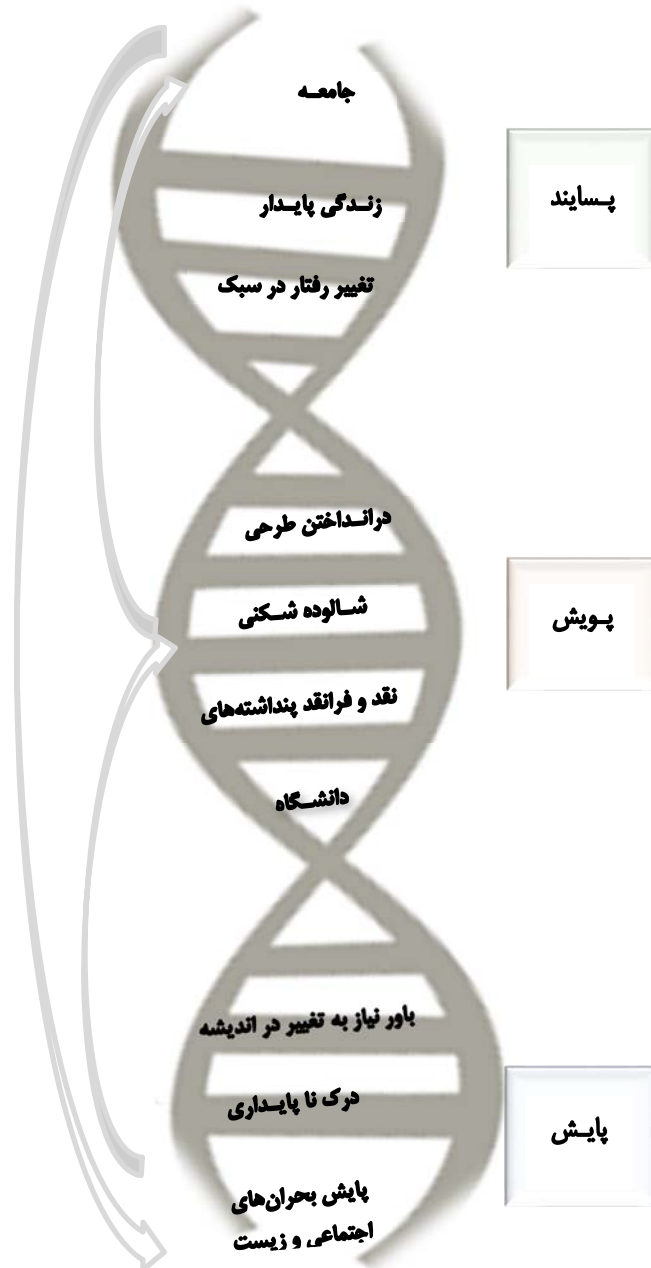 جامعه
پسایند
زندگی پایدار
تغییر رفتار در سبک
درانداختن طرحی
شالوده شکنی
پویش
نقد و فرانقد پنداشته‌های
دانشگاه
باور نیاز به تغییر در اندیشه
درک نا پایداری
پایش
پایش بحران‌های
اجتماعی و زیست